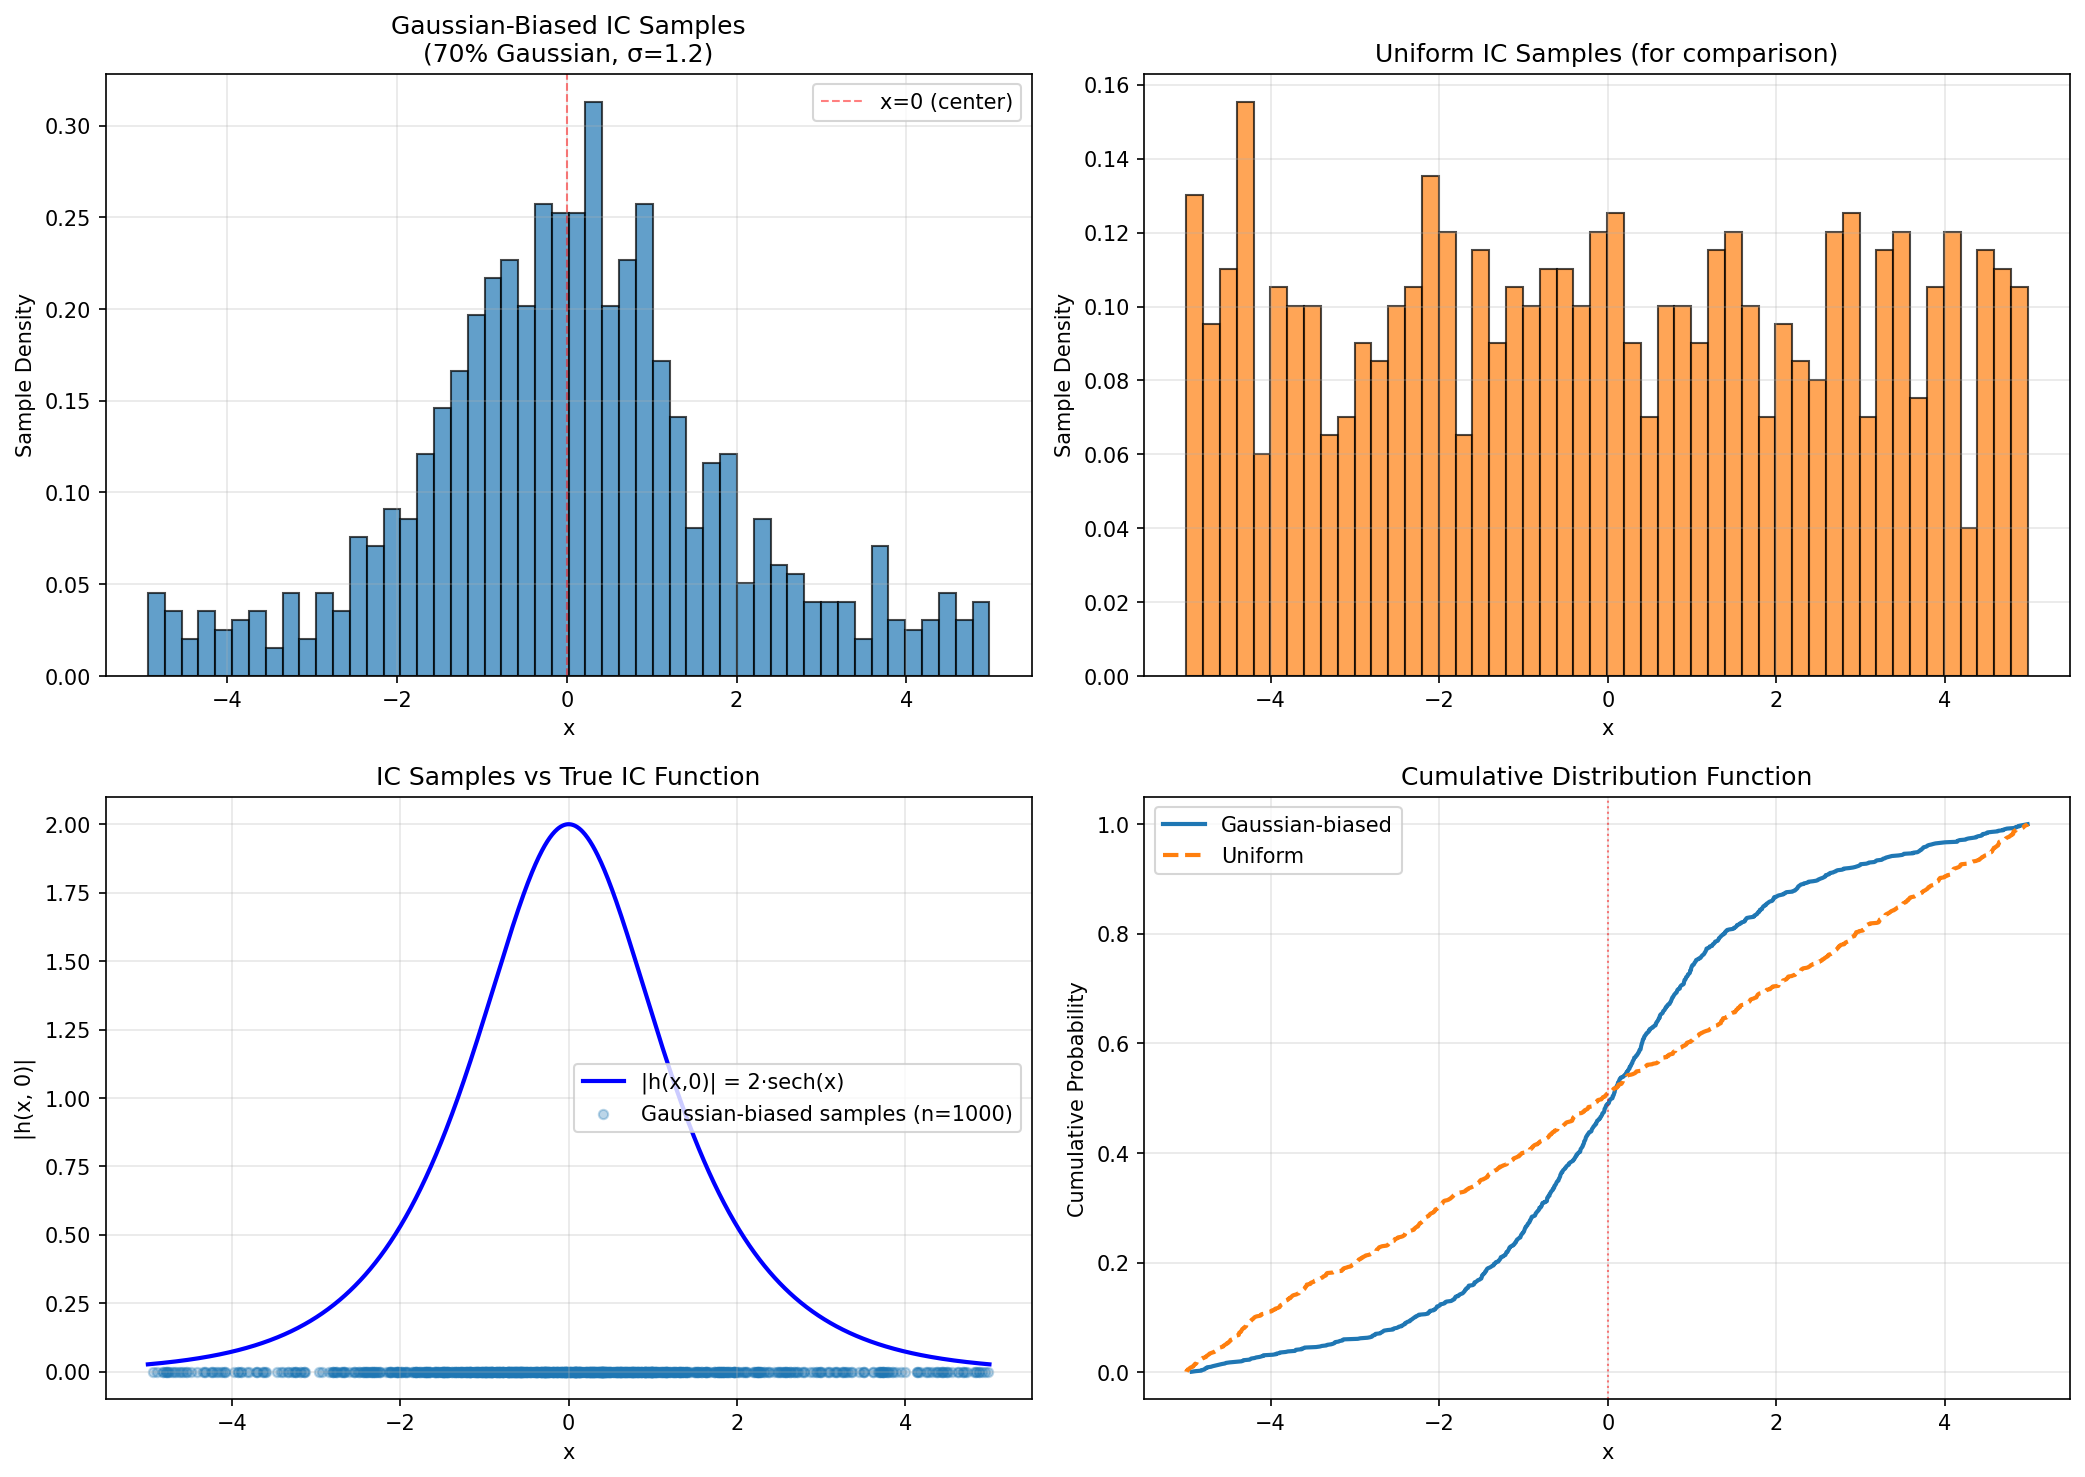 Gaussian-Biased IC Samples
(70% Gaussian, σ=1.2)
x=0 (center)
Sample Density
0.30
0.25
0.20
0.15
0.10
0.05
0.00
−4 −2 0 2 4
x
Uniform IC Samples (for comparison)
Sample Density
0.16
0.14
0.12
0.10
0.08
0.06
0.04
0.02
0.00
−4 −2 0 2 4
x
IC Samples vs True IC Function
|h(x, 0)|
2.00
1.75
1.50
1.25
1.00
0.75
0.50
0.25
0.00
|h(x,0)| = 2·sech(x)
Gaussian-biased samples (n=1000)
−4 −2 0 2 4
x
Cumulative Distribution Function
Gaussian-biased
Uniform
Cumulative Probability
1.0
0.8
0.6
0.4
0.2
0.0
−4 −2 0 2 4
x